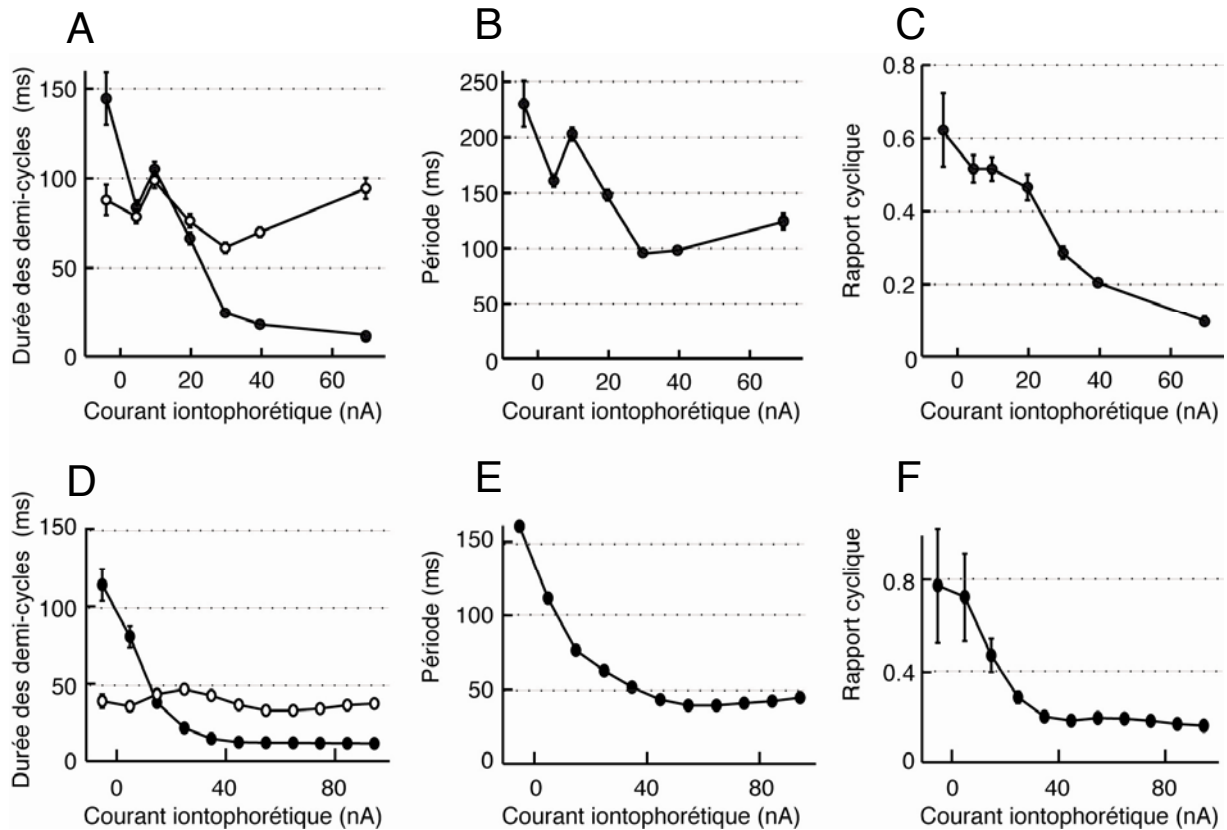 A
Durée des demi-cycles (ms)
150
100
50
0
0 20 40 60
Courant iontophorétique (nA)
B
Période (ms)
250
200
150
100
50
0
0 20 40 60
Courant iontophorétique (nA)
C
Rapport cyclique
0.8
0.6
0.4
0.2
0
0 20 40 60
Courant iontophorétique (nA)
D
Durée des demi-cycles (ms)
150
100
50
0
0 40 80
Courant iontophorétique (nA)
E
Période (ms)
150
100
50
0
0 40 80
Courant iontophorétique (nA)
F
Rapport cyclique
0.8
0.4
0
0 40 80
Courant iontophorétique (nA)